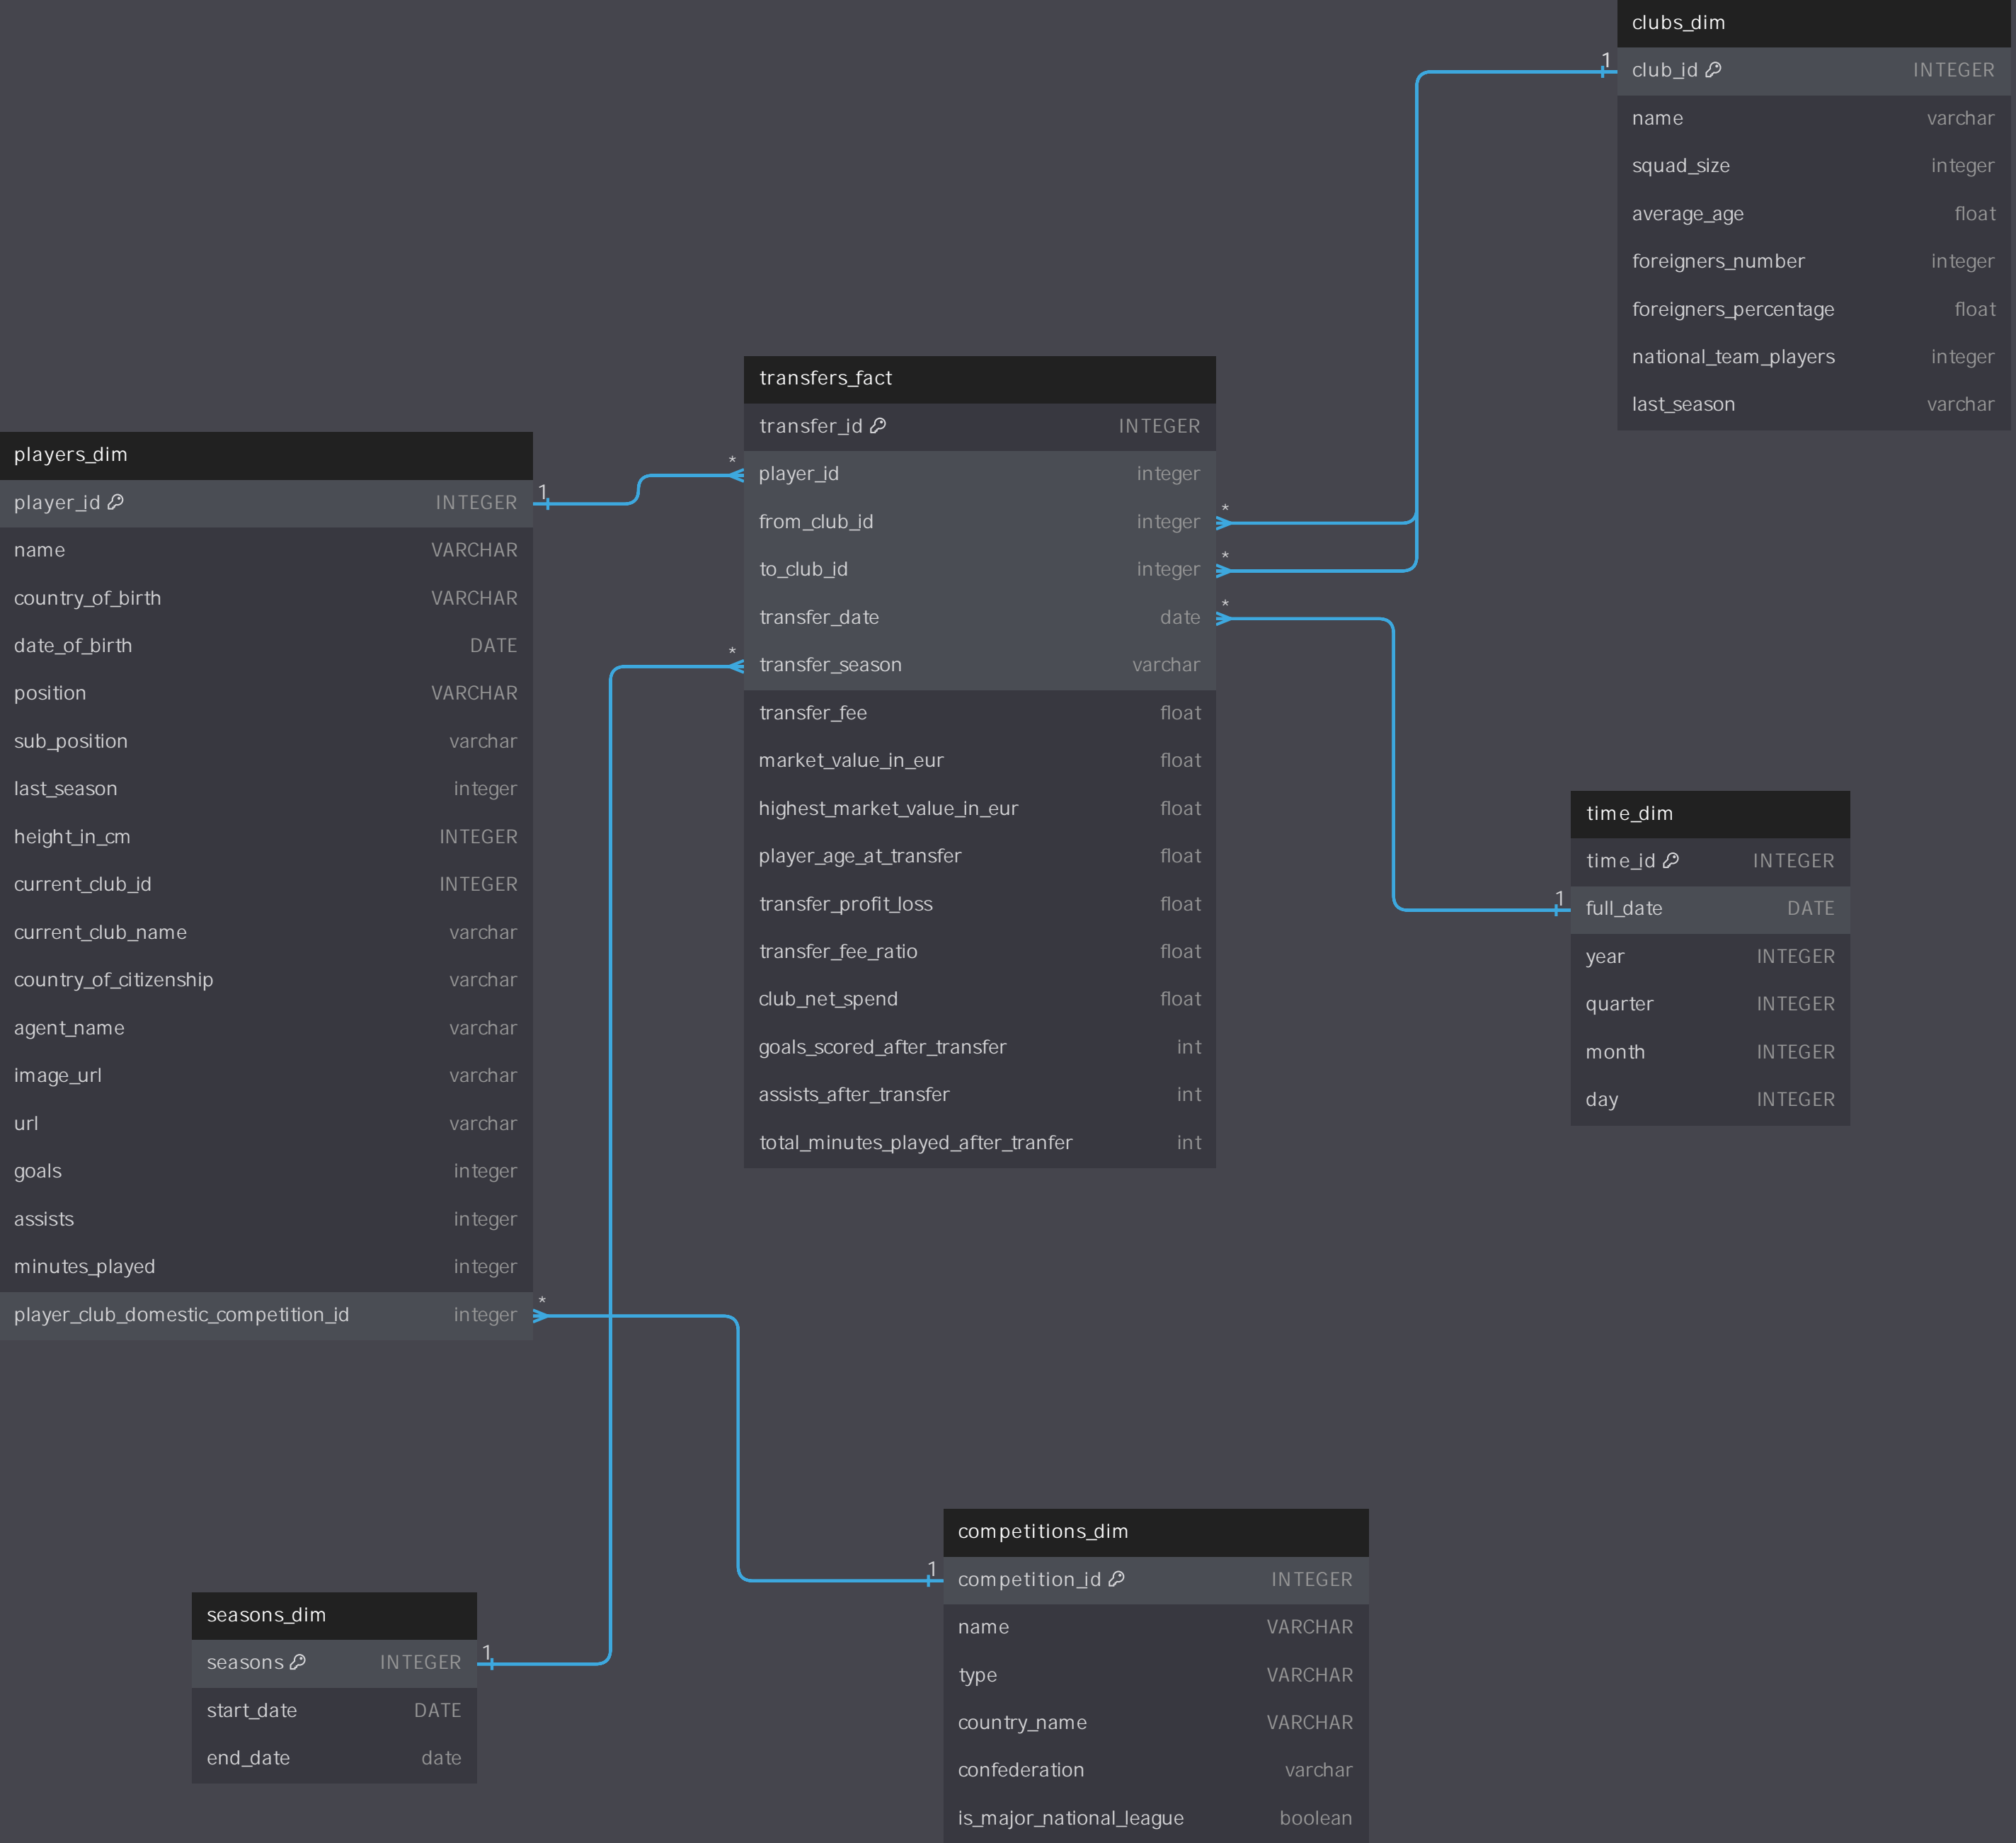 clubs_dim
club_id INTEGER
name varchar
squad_size integer
average_age float
foreigners_number integer
foreigners_percentage float
national_team_players integer
last_season varchar
transfers_fact
transfer_id INTEGER
player_id integer
from_club_id integer
to_club_id integer
transfer_date date
transfer_season varchar
transfer_fee float
market_value_in_eur float
highest_market_value_in_eur float
player_age_at_transfer float
transfer_profit_loss float
transfer_fee_ratio float
club_net_spend float
goals_scored_after_transfer int
assists_after_transfer int
total_minutes_played_after_tranfer int
players_dim
player_id INTEGER
name VARCHAR
country_of_birth VARCHAR
date_of_birth DATE
position VARCHAR
sub_position varchar
last_season integer
height_in_cm INTEGER
current_club_id INTEGER
current_club_name varchar
country_of_citizenship varchar
agent_name varchar
image_url varchar
url varchar
goals integer
assists integer
minutes_played integer
player_club_domestic_competition_id integer
time_dim
time_id INTEGER
full_date DATE
year INTEGER
quarter INTEGER
month INTEGER
day INTEGER
competitions_dim
competition_id INTEGER
name VARCHAR
type VARCHAR
country_name VARCHAR
confederation varchar
is_major_national_league boolean
seasons_dim
seasons INTEGER
start_date DATE
end_date date
1
1
*
*
*
*
*
1
*
1
1